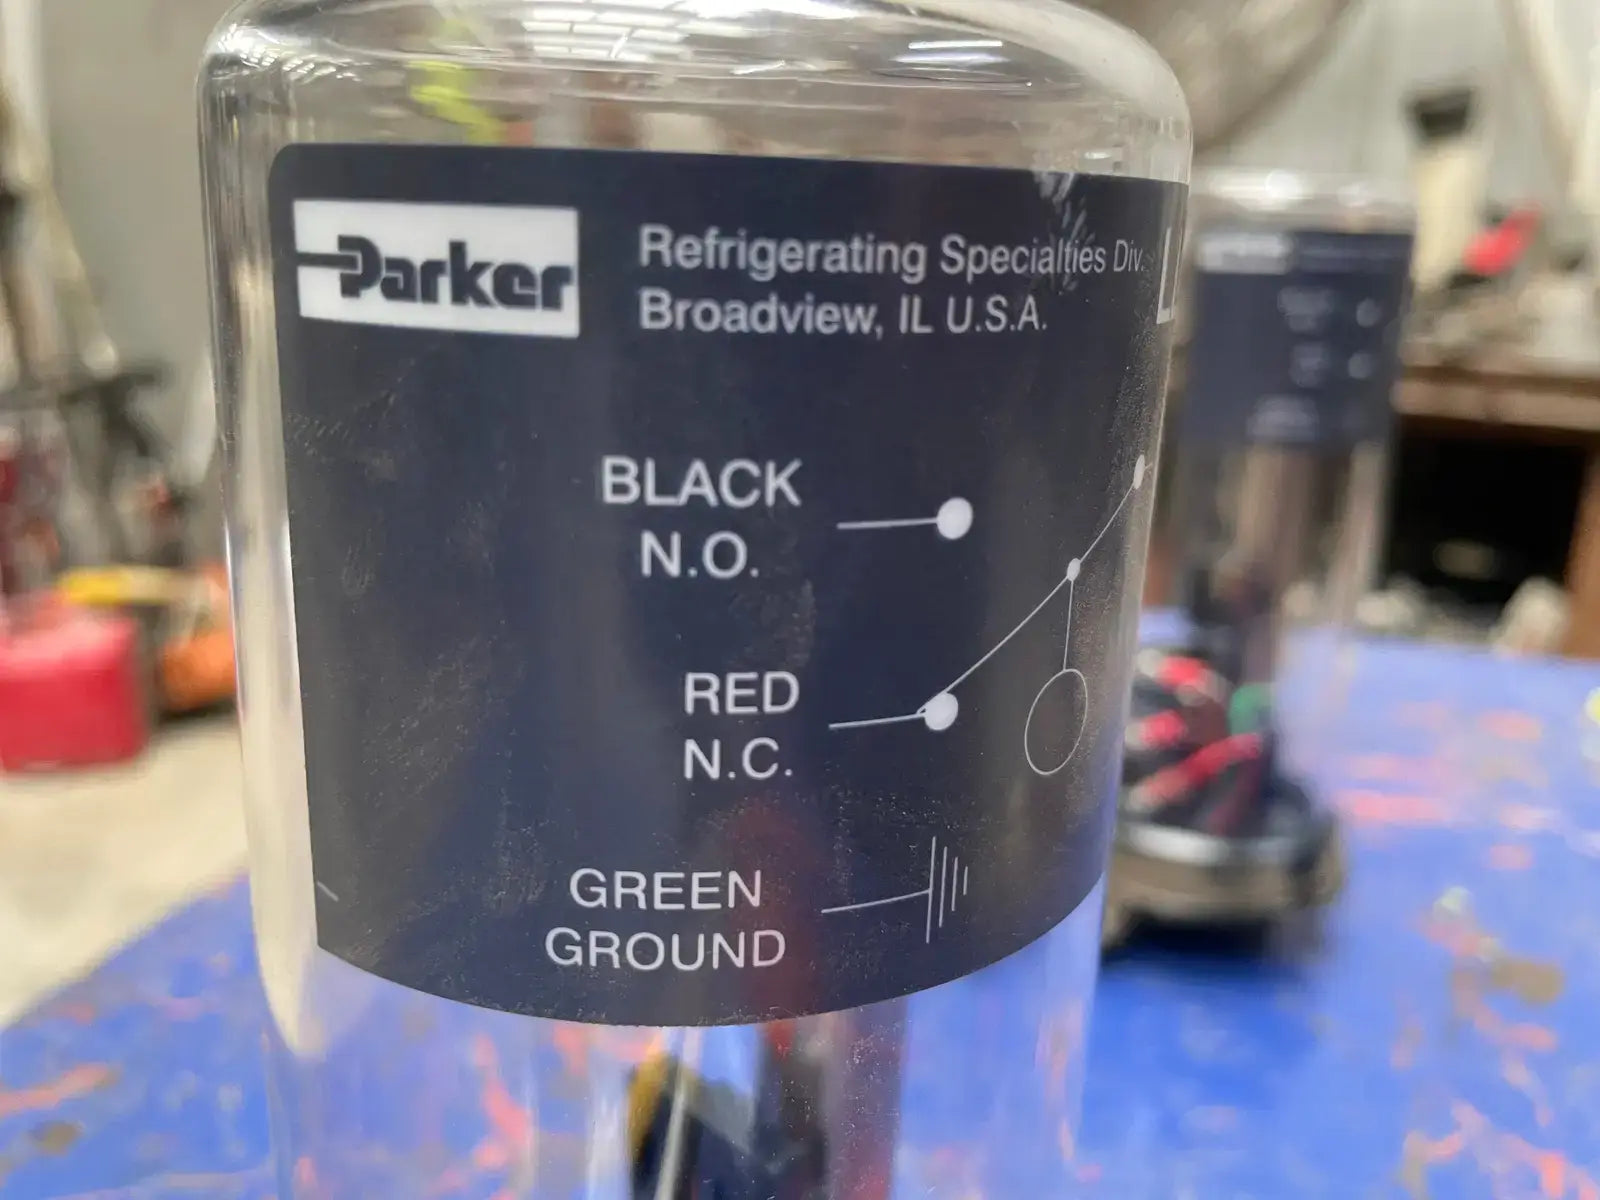 Parker
Refrigerating Specialties Div.
Broadview, IL U.S.A.
BLACK
N.O.
RED
N.C.
GREEN
GROUND